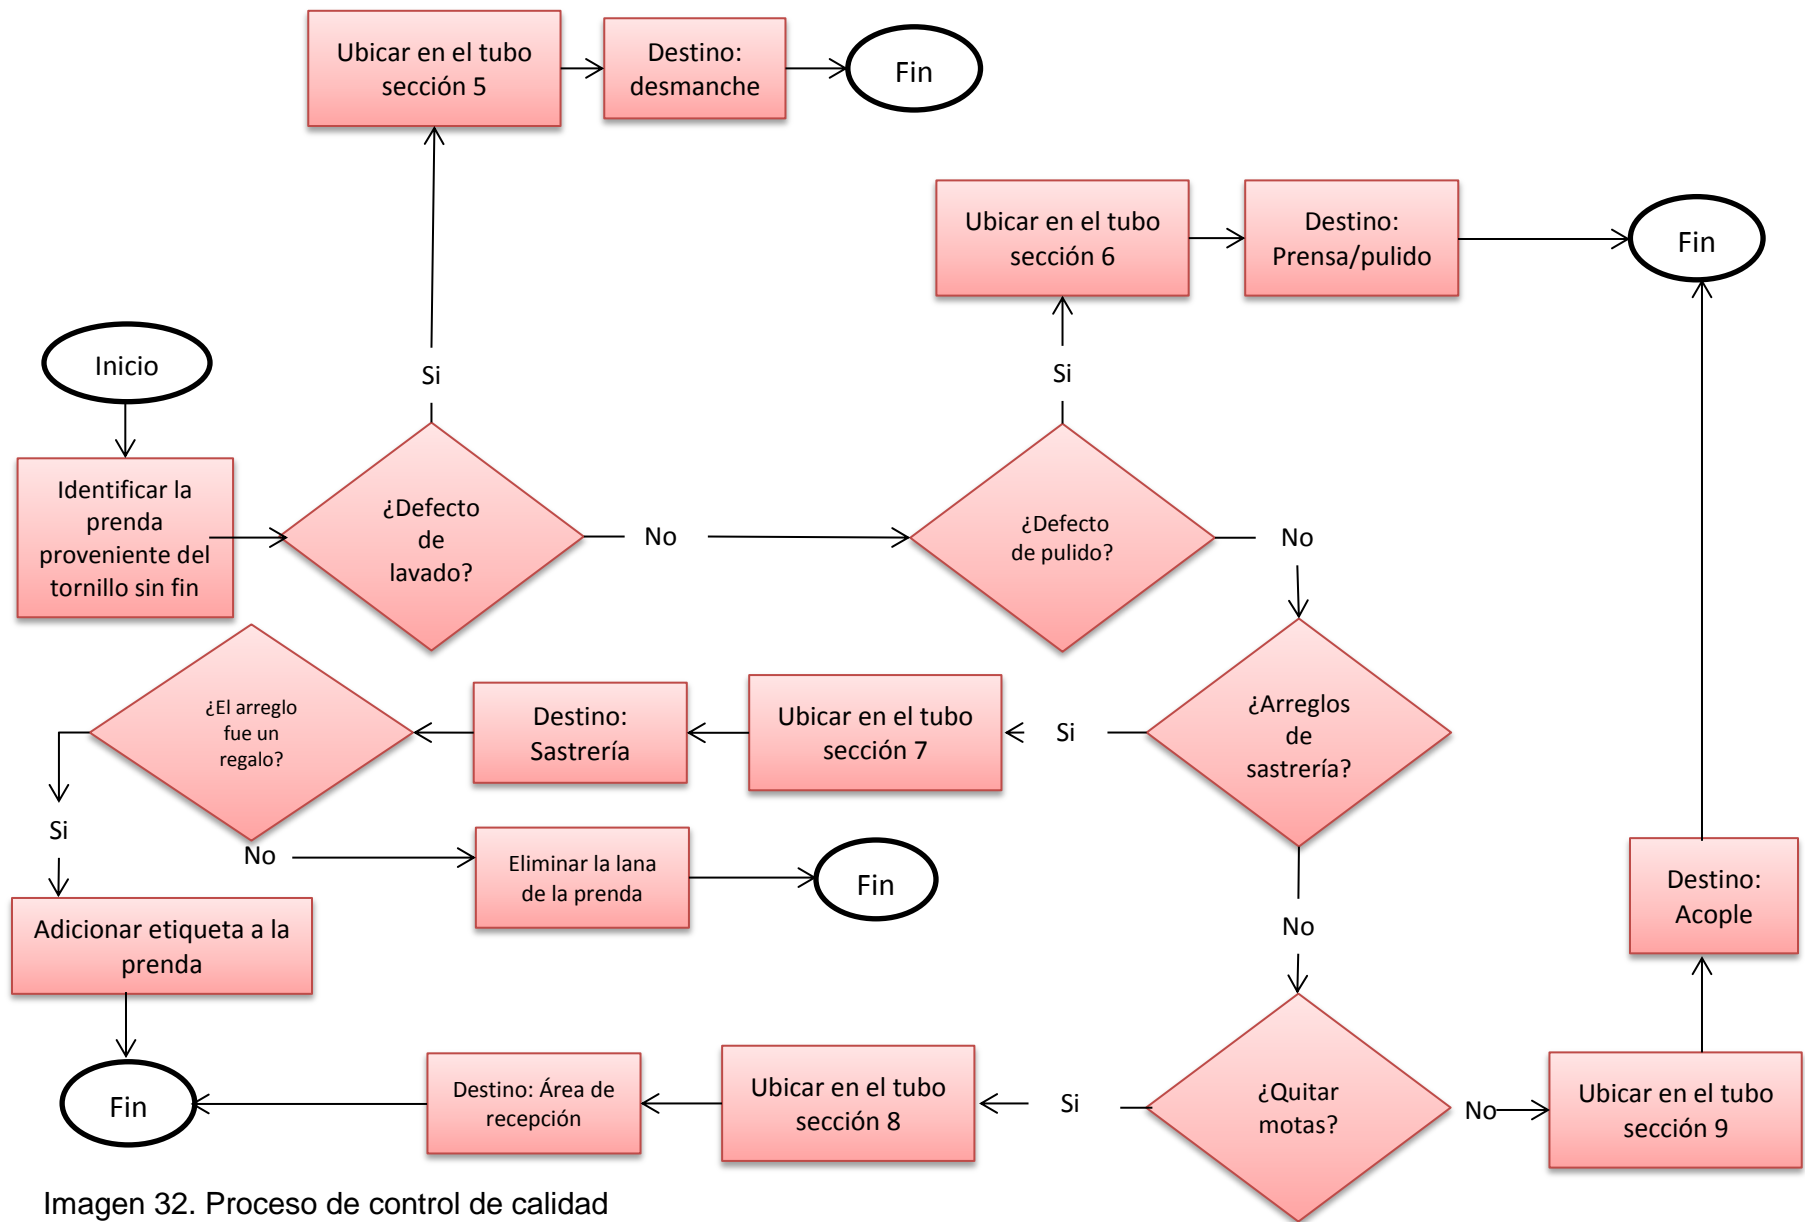 Ubicar en el tubo
sección 5
Destino:
desmanche
Fin
Ubicar en el tubo
sección 6
Destino:
Prensa/pulido
Fin
Inicio
Si
Si
Identificar la
prenda
proveniente del
tornillo sin fin
¿Defecto
de
lavado?
No
¿Defecto
de pulido?
No
¿El arreglo
fue un
regalo?
Destino:
Sastrería
Ubicar en el tubo
sección 7
Si
¿Arreglos
de
sastrería?
Si
No
Eliminar la lana
de la prenda
Fin
Destino:
Acople
Adicionar etiqueta a la
prenda
No
Fin
Destino: Área de
recepción
Ubicar en el tubo
sección 8
Si
¿Quitar
motas?
No
Ubicar en el tubo
sección 9
Imagen 32. Proceso de control de calidad